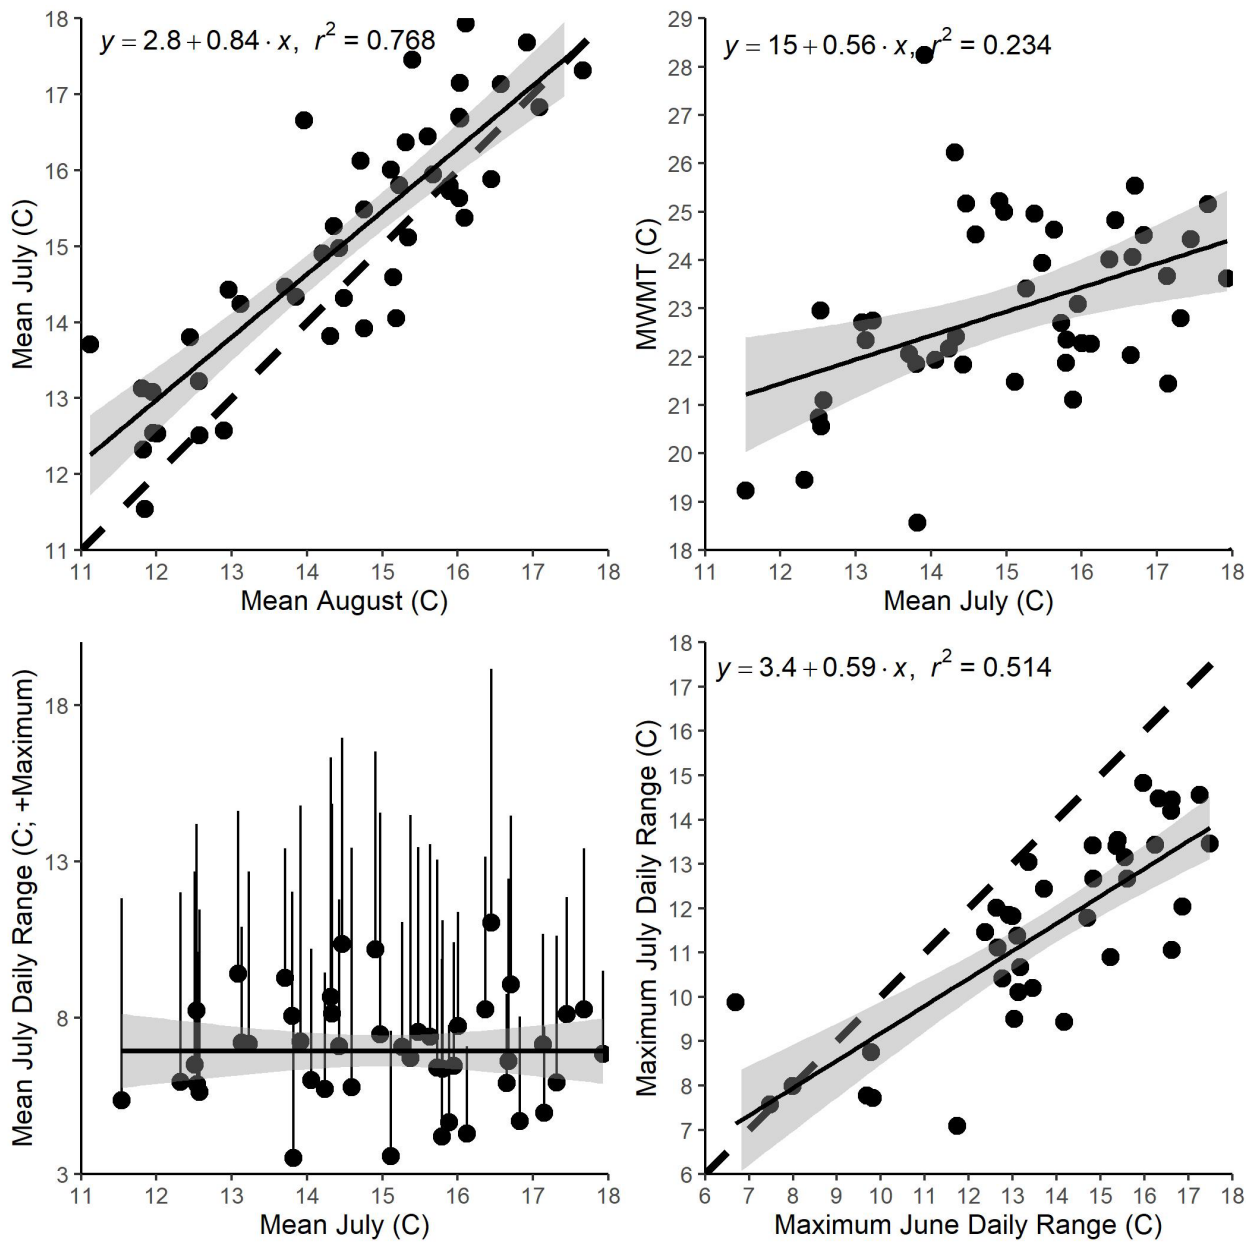 y = 2.8 + 0.84 · x, r² = 0.768
18
17
16
15
14
13
12
11
Mean July (C)
11 12 13 14 15 16 17 18
Mean August (C)
y = 15 + 0.56 · x, r² = 0.234
29
28
27
26
25
24
23
22
21
20
19
18
MWMT (C)
11 12 13 14 15 16 17 18
Mean July (C)
18
13
8
3
Mean July Daily Range (C; +Maximum)
11 12 13 14 15 16 17 18
Mean July (C)
y = 3.4 + 0.59 · x, r² = 0.514
18
17
16
15
14
13
12
11
10
9
8
7
6
Maximum July Daily Range (C)
6 7 8 9 10 11 12 13 14 15 16 17 18
Maximum June Daily Range (C)